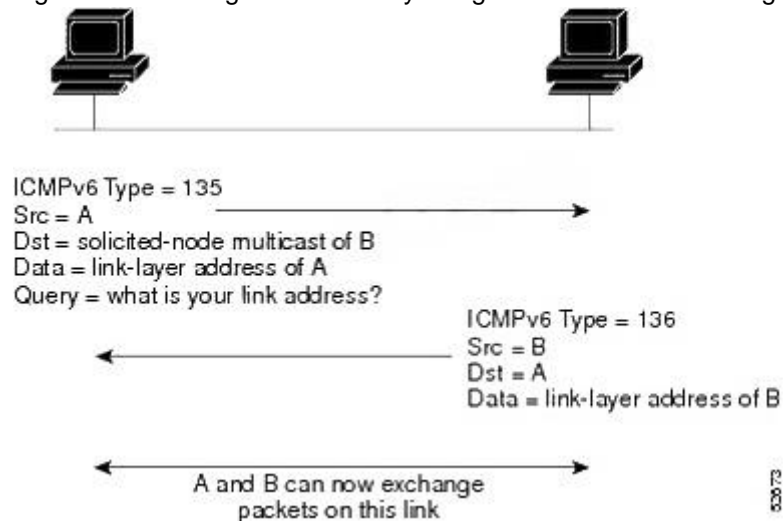 ICMPv6 Type = 135
Src = A
Dst = solicited-node multicast of B
Data = link-layer address of A
Query = what is your link address?
ICMPv6 Type = 136
Src = B
Dst = A
Data = link-layer address of B
A and B can now exchange
packets on this link